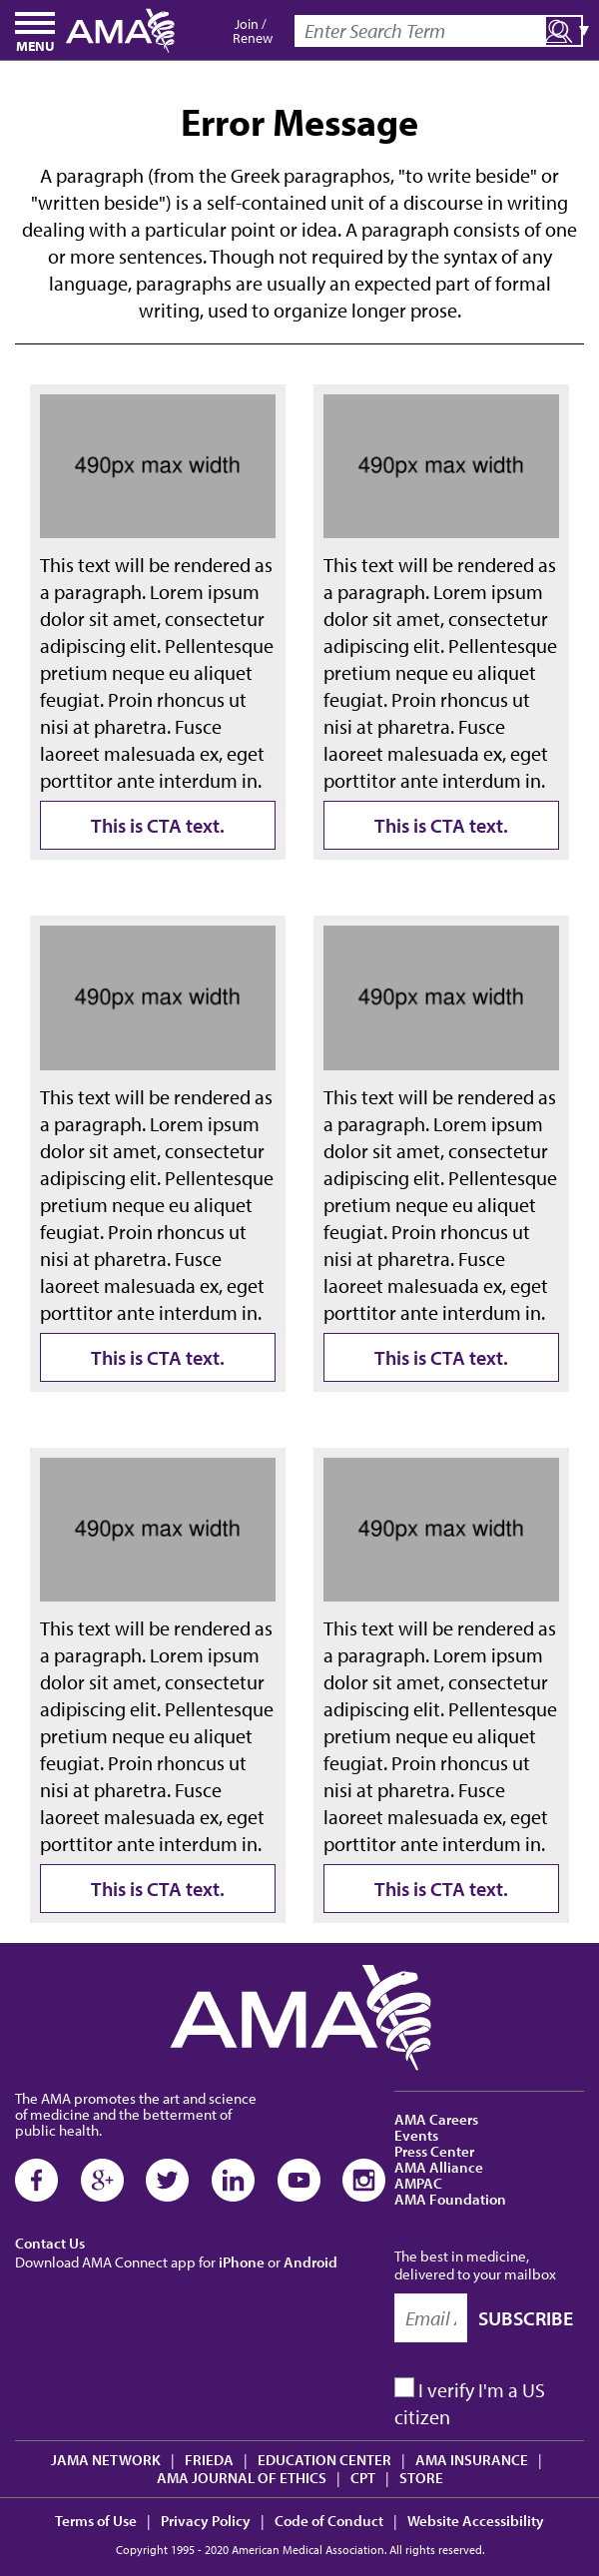 MENU
AMA
Join /
Renew
Enter Search Term
Error Message
A paragraph (from the Greek paragraphos, "to write beside" or
"written beside") is a self-contained unit of a discourse in writing
dealing with a particular point or idea. A paragraph consists of one
or more sentences. Though not required by the syntax of any
language, paragraphs are usually an expected part of formal
writing, used to organize longer prose.
490px max width
This text will be rendered as
a paragraph. Lorem ipsum
dolor sit amet, consectetur
adipiscing elit. Pellentesque
pretium neque eu aliquet
feugiat. Proin rhoncus ut
nisi at pharetra. Fusce
laoreet malesuada ex, eget
porttitor ante interdum in.
This is CTA text.
490px max width
This text will be rendered as
a paragraph. Lorem ipsum
dolor sit amet, consectetur
adipiscing elit. Pellentesque
pretium neque eu aliquet
feugiat. Proin rhoncus ut
nisi at pharetra. Fusce
laoreet malesuada ex, eget
porttitor ante interdum in.
This is CTA text.
490px max width
This text will be rendered as
a paragraph. Lorem ipsum
dolor sit amet, consectetur
adipiscing elit. Pellentesque
pretium neque eu aliquet
feugiat. Proin rhoncus ut
nisi at pharetra. Fusce
laoreet malesuada ex, eget
porttitor ante interdum in.
This is CTA text.
490px max width
This text will be rendered as
a paragraph. Lorem ipsum
dolor sit amet, consectetur
adipiscing elit. Pellentesque
pretium neque eu aliquet
feugiat. Proin rhoncus ut
nisi at pharetra. Fusce
laoreet malesuada ex, eget
porttitor ante interdum in.
This is CTA text.
490px max width
This text will be rendered as
a paragraph. Lorem ipsum
dolor sit amet, consectetur
adipiscing elit. Pellentesque
pretium neque eu aliquet
feugiat. Proin rhoncus ut
nisi at pharetra. Fusce
laoreet malesuada ex, eget
porttitor ante interdum in.
This is CTA text.
490px max width
This text will be rendered as
a paragraph. Lorem ipsum
dolor sit amet, consectetur
adipiscing elit. Pellentesque
pretium neque eu aliquet
feugiat. Proin rhoncus ut
nisi at pharetra. Fusce
laoreet malesuada ex, eget
porttitor ante interdum in.
This is CTA text.
AMA
The AMA promotes the art and science
of medicine and the betterment of
public health.
Contact Us
Download AMA Connect app for iPhone or Android
AMA Careers
Events
Press Center
AMA Alliance
AMPAC
AMA Foundation
The best in medicine,
delivered to your mailbox
Email
SUBSCRIBE
I verify I'm a US
citizen
JAMA NETWORK | FRIEDA | EDUCATION CENTER | AMA INSURANCE |
AMA JOURNAL OF ETHICS | CPT | STORE
Terms of Use | Privacy Policy | Code of Conduct | Website Accessibility
Copyright 1995 - 2020 American Medical Association. All rights reserved.